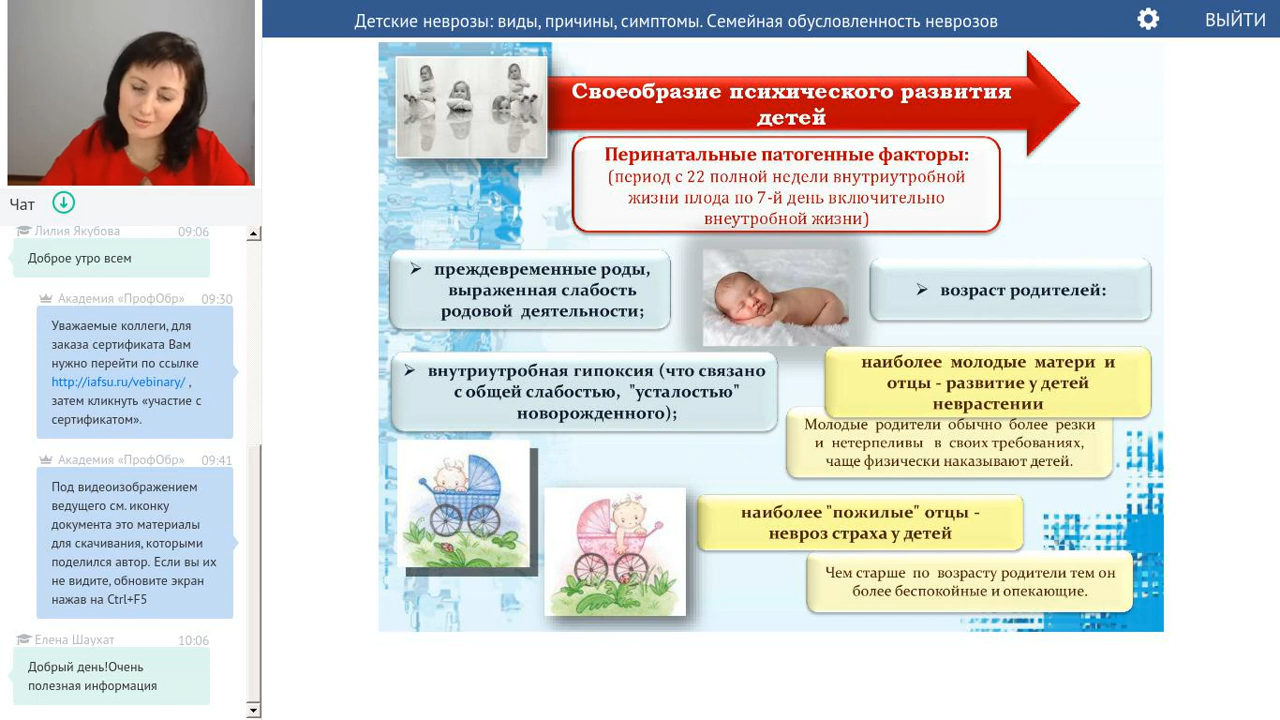 Детские неврозы: виды, причины, симптомы. Семейная обусловленность неврозов
ВЫЙТИ
Чат
Лилия Якубова 09:06
Доброе утро всем
Академия «ПрофОбр» 09:30
Уважаемые коллеги, для
заказа сертификата Вам
нужно перейти по ссылке
http://iafsu.ru/vebinary/ ,
затем кликнуть «участие с
сертификатом».
Академия «ПрофОбр» 09:41
Под видеоизображением
ведущего см. иконку
документа это материалы
для скачивания, которыми
поделился автор. Если вы их
не видите, обновите экран
нажав на Ctrl+F5
Елена Шаухат 10:06
Добрый день!Очень
полезная информация
Своеобразие психического развития
детей
Перинатальные патогенные факторы:
(период с 22 полной недели внутриутробной
жизни плода по 7-й день включительно
внеутробной жизни)
преждевременные роды,
выраженная слабость
родовой деятельности;
возраст родителей:
внутриутробная гипоксия (что связано
с общей слабостью, "усталостью"
новорожденного);
наиболее молодые матери и
отцы - развитие у детей
неврастении
Молодые родители обычно более резки
и нетерпеливы в своих требованиях,
чаще физически наказывают детей.
наиболее "пожилые" отцы -
невроз страха у детей
Чем старше по возрасту родители тем он
более беспокойные и опекающие.